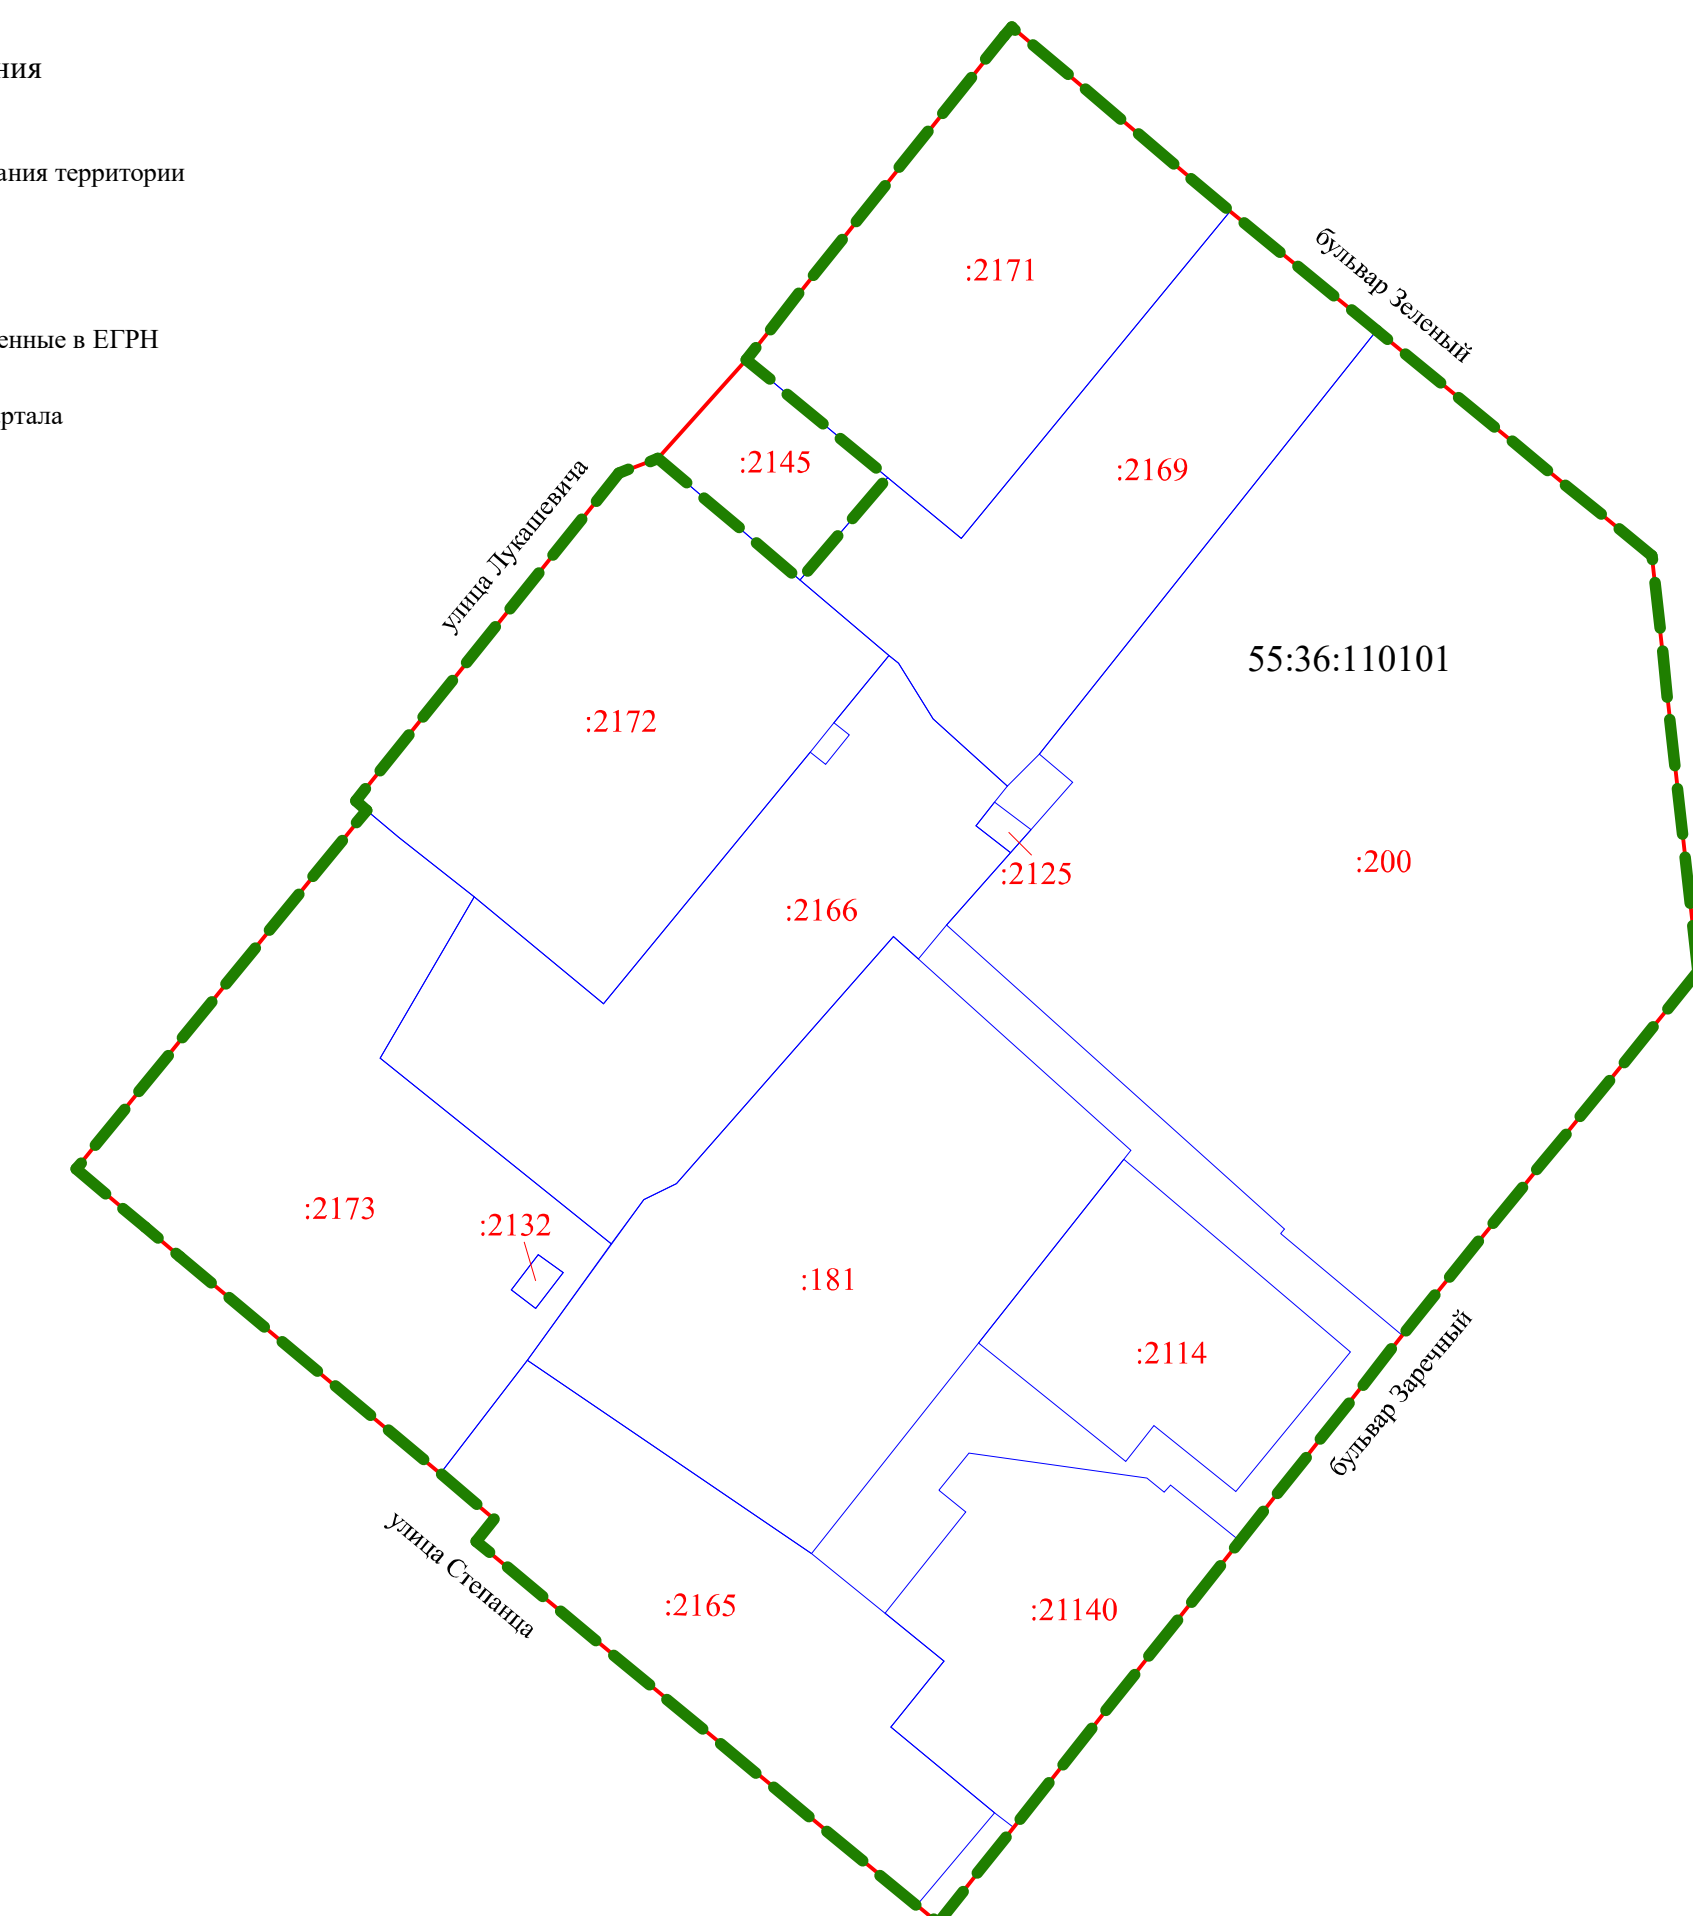 ния
ания территории
енные в ЕГРН
ртала
бульвар Зеленый
:2171
:2145
:2169
улица Лукашевича
55:36:110101
:2172
:200
:2125
:2166
:2173
:2132
:181
:2114
бульвар Заречный
улица Степанца
:2165
:21140